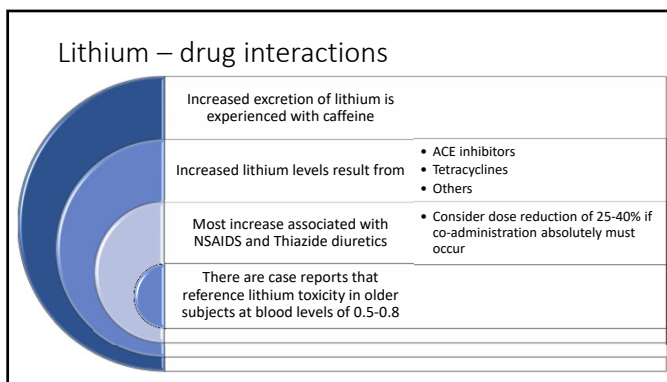 Lithium – drug interactions
Increased excretion of lithium is
experienced with caffeine
Increased lithium levels result from
• ACE inhibitors
• Tetracyclines
• Others
Most increase associated with
NSAIDS and Thiazide diuretics
• Consider dose reduction of 25-40% if
co-administration absolutely must
occur
There are case reports that
reference lithium toxicity in older
subjects at blood levels of 0.5-0.8